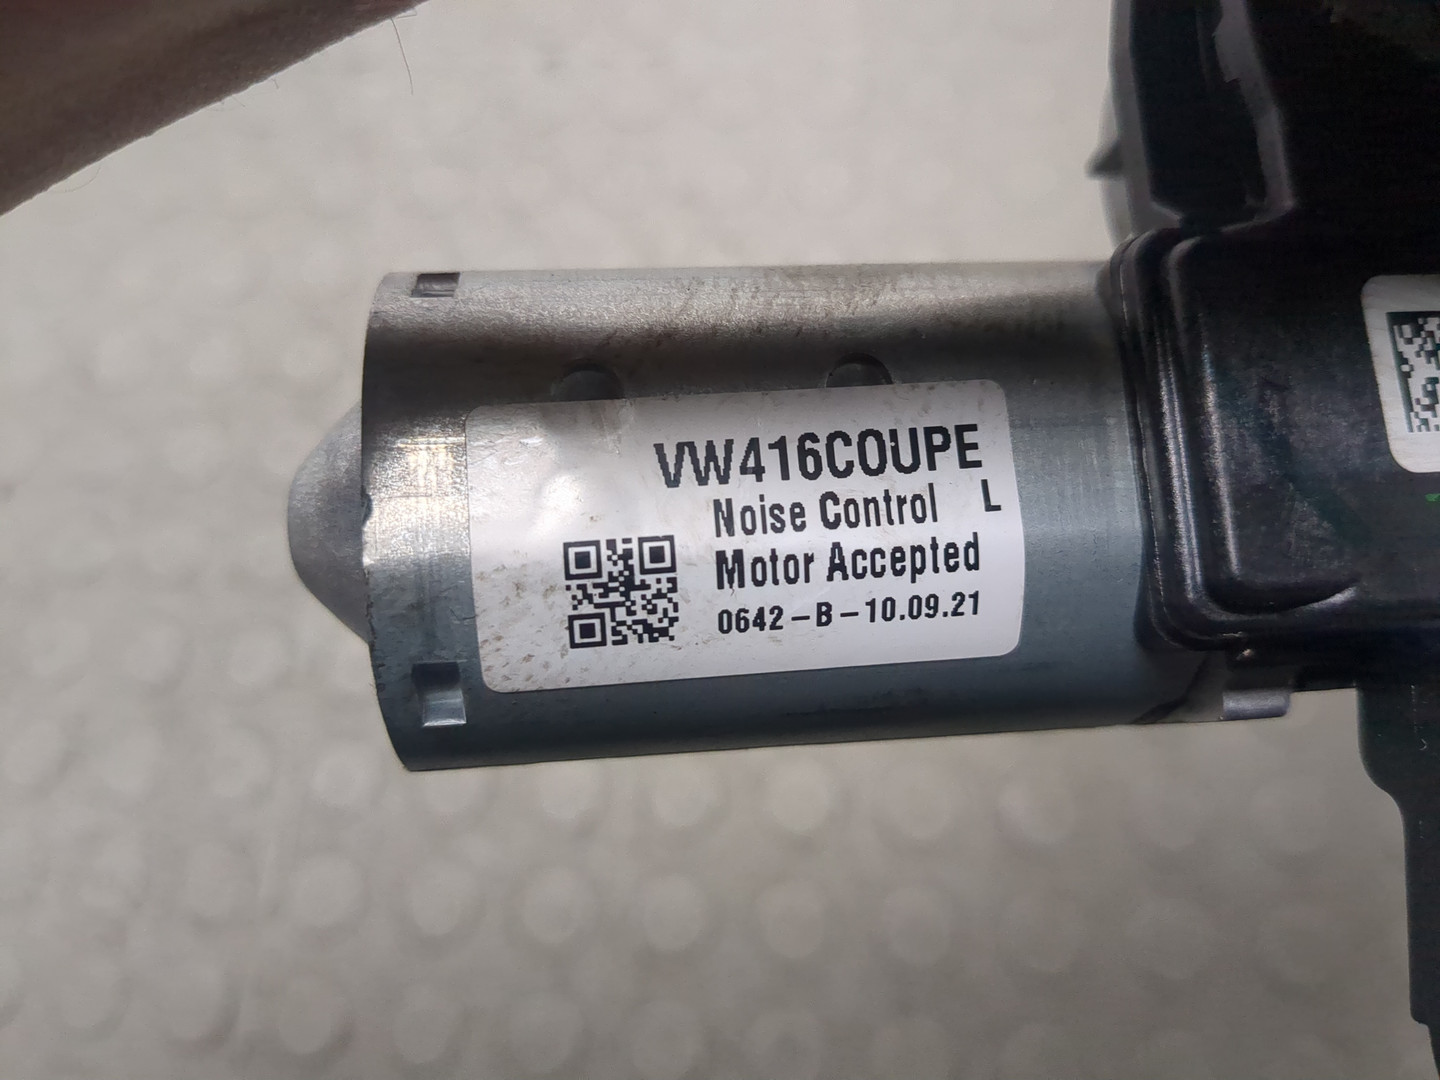 VW416COUPE
Noise Control L
Motor Accepted
0642-B-10.09.21